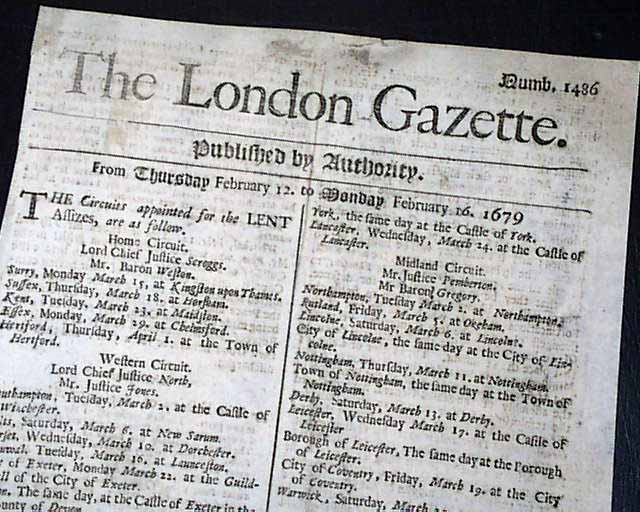 Numb. 1486
The London Gazette.
Published by Authority.
From Thursday February 12. to Monday February 16. 1679
THE Circuits appointed for the LENT
Assizes, are as follow.
Home Circuit.
Lord Chief Justice Scroggs.
Mr. Baron Weston.
Surry, Monday March 15, at Kingston upon Thames.
Sussex, Thursday, March 18. at Horsham.
Kent, Tuesday, March 23. at Maidston.
Essex, Monday, March 29. at Chelmsford.
Hertford, Thursday, April 1. at the Town of
Hertford.
Western Circuit.
Lord Chief Justice North,
Mr. Justice Jones.
outhampton, Tuesday, March 2. at the Castle of
Winchester.
Saturday, March 6. at New Sarum.
Wednesday, March 10. at Dorchester.
Tuesday, March 16. at Launceston.
of Exeter, Monday March 22. at the Guild-
of the City of Exeter.
The same day, at the Castle of Exeter in the
ounty of Devon.
York, the same day at the Castle of York.
Lancaster, Wednesday, March 24. at the Castle of
Lancaster.
Midland Circuit.
Mr. Justice Pemberton.
Mr Baron Gregory.
Northampton, Tuesday March 2. at Northampton.
Rutland, Friday, March 5. at Okeham.
Lincolne, Saturday, March 6. at Lincolne.
City of Lincolne, the same day at the City of Lin-
colne.
Nottingham, Thursday, March 11. at Nottingham.
Town of Nottingham, the same day at the Town of
Nottingham.
Derby, Saturday, March 13. at Derby.
Leicester, Wednesday March 17. at the Castle of
Leicester
Borough of Leicester, The same day at the Borough
of Leicester.
City of Coventry, Friday, March 19. at the City
of Coventry.
Warwick, Saturday, March